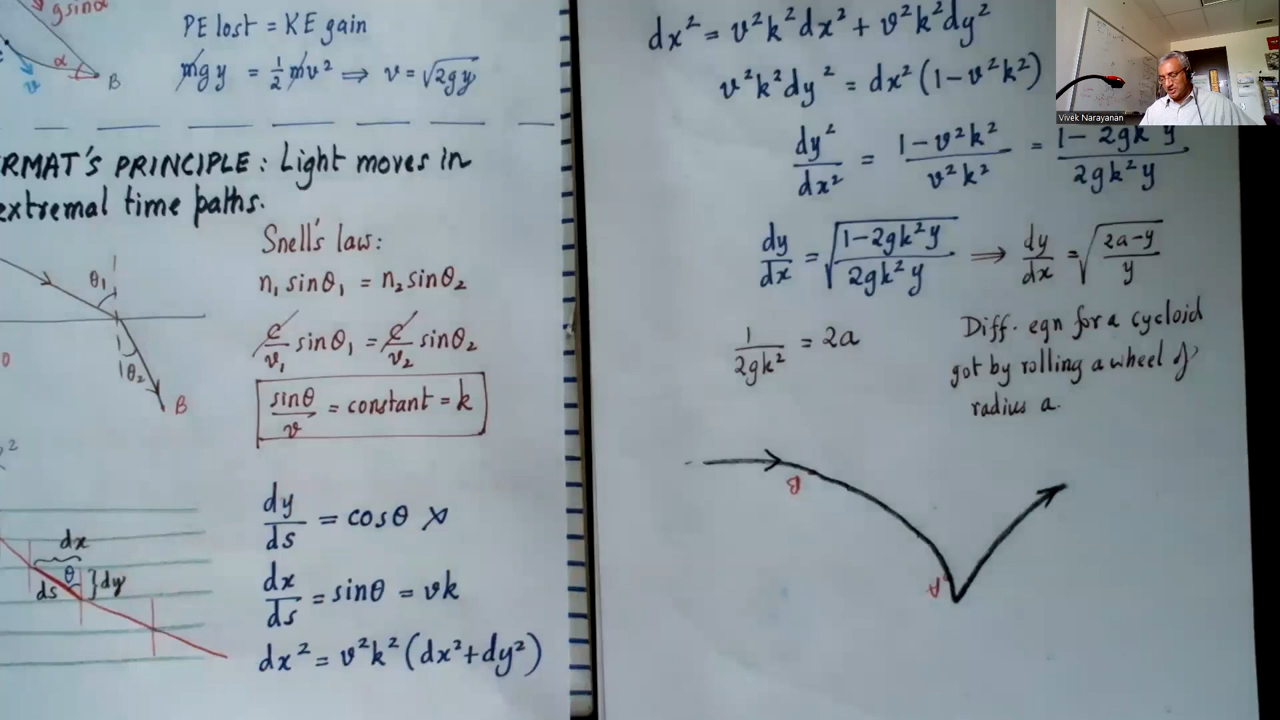 g sinα
PE lost = KE gain
mgy = 1/2 mv² ⟹ v = √2gy
α
B
v
RMAT'S PRINCIPLE : Light moves in
extremal time paths.
Snell's law:
n₁ sinθ₁ = n₂ sinθ₂
c/v₁ sinθ₁ = c/v₂ sinθ₂
sinθ/v = constant = k
θ₁
θ₂
B
dy/ds = cosθ
dx/ds = sinθ = vk
dx² = v²k² (dx²+dy²)
dx
θ
ds
dy
dx² = v²k²dx² + v²k²dy²
v²k²dy² = dx² (1 − v²k²)
dy²/dx² = 1 − v²k²/v²k² = 1 − 2gk²y/2gk²y
dy/dx = √1−2gk²y/2gk²y ⟹ dy/dx = √2a−y/y
1/2gk² = 2a
Diff. eqn for a cycloid
got by rolling a wheel of
radius a.
B
A
Vivek Narayanan